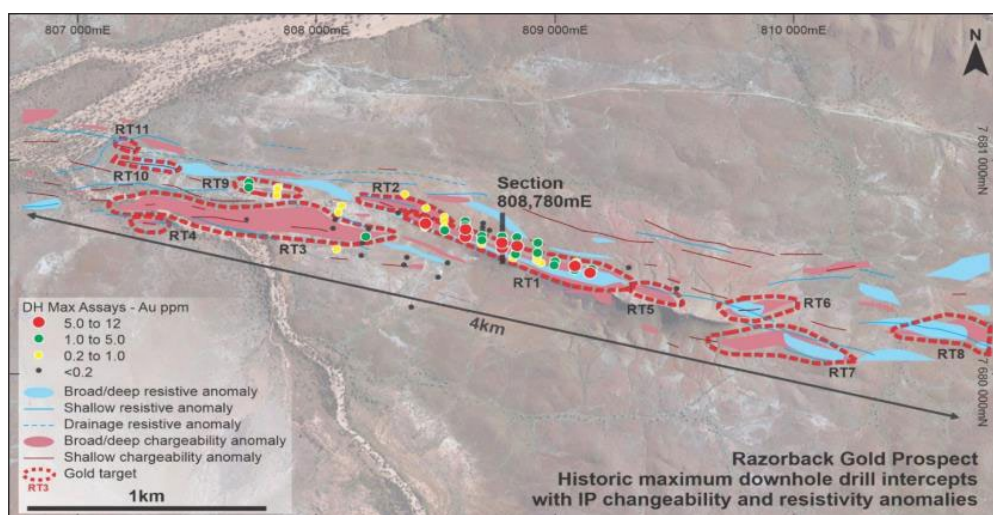 807 000mE
808 000mE
809 000mE
810 000mE
N
7 681 000mN
RT11
RT10
RT9
RT2
Section
808,780mE
RT4
RT3
RT1
RT5
RT6
RT7
RT8
4km
7 680 000mN
DH Max Assays - Au ppm
5.0 to 12
1.0 to 5.0
0.2 to 1.0
<0.2
Broad/deep resistive anomaly
Shallow resistive anomaly
Drainage resistive anomaly
Broad/deep chargeability anomaly
Shallow chargeability anomaly
Gold target
RT3
1km
Razorback Gold Prospect
Historic maximum downhole drill intercepts
with IP changeability and resistivity anomalies